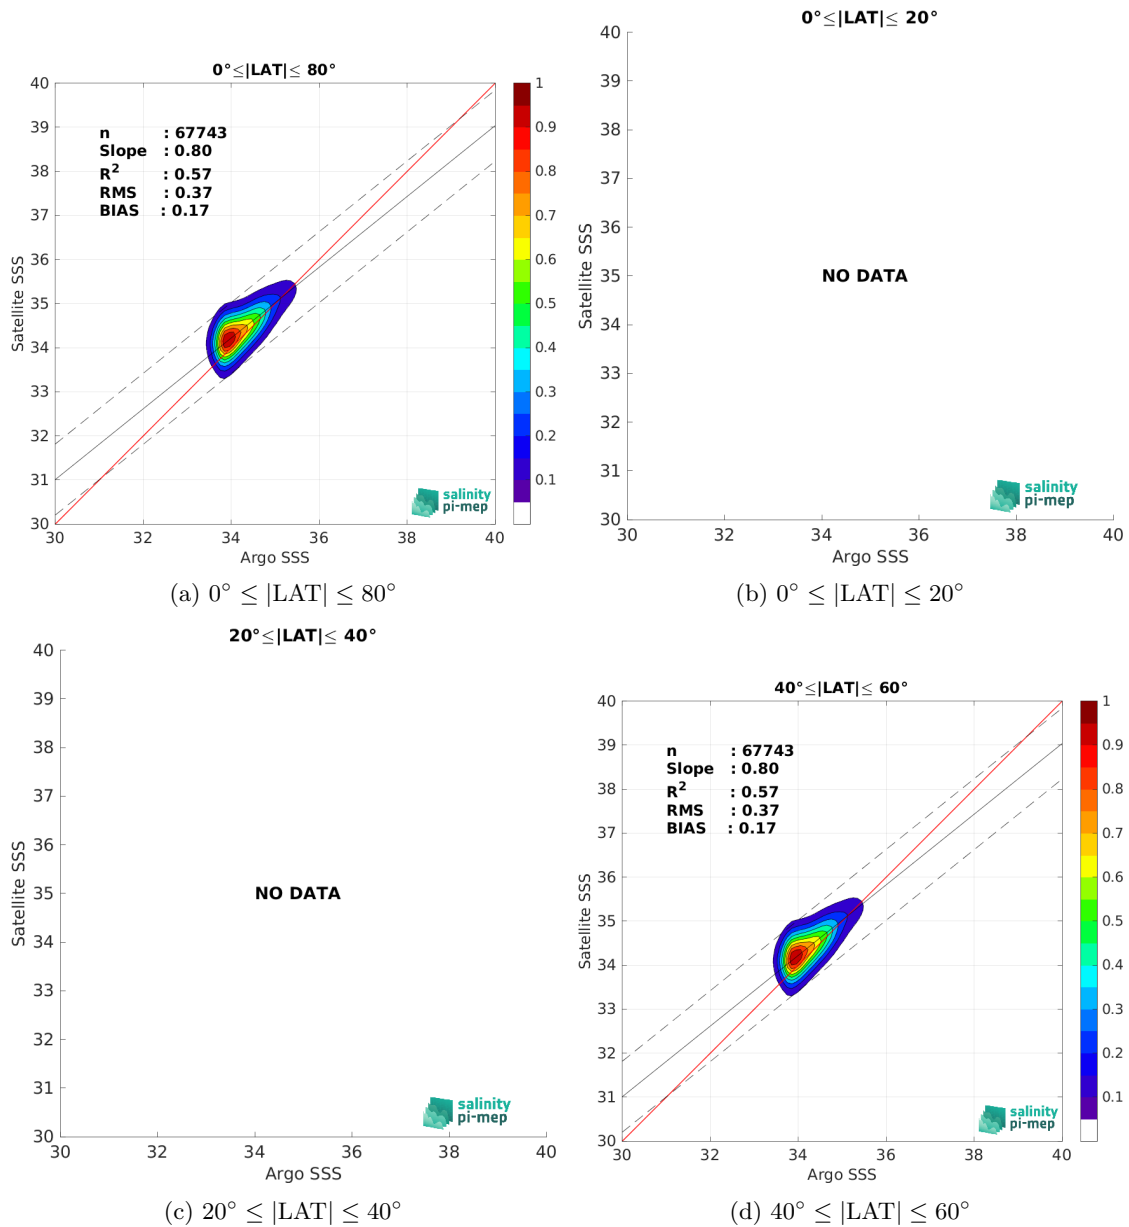 0°≤|LAT|≤ 80°
n : 67743
Slope : 0.80
R² : 0.57
RMS : 0.37
BIAS : 0.17
40
39
38
37
36
35
34
33
32
31
30
30 32 34 36 38 40
Satellite SSS
Argo SSS
1
0.9
0.8
0.7
0.6
0.5
0.4
0.3
0.2
0.1
salinity
pi-mep
(a) 0° ≤ |LAT| ≤ 80°
0°≤|LAT|≤ 20°
40
39
38
37
36
35
34
33
32
31
30
30 32 34 36 38 40
Satellite SSS
Argo SSS
NO DATA
salinity
pi-mep
(b) 0° ≤ |LAT| ≤ 20°
20°≤|LAT|≤ 40°
40
39
38
37
36
35
34
33
32
31
30
30 32 34 36 38 40
Satellite SSS
Argo SSS
NO DATA
salinity
pi-mep
(c) 20° ≤ |LAT| ≤ 40°
40°≤|LAT|≤ 60°
n : 67743
Slope : 0.80
R² : 0.57
RMS : 0.37
BIAS : 0.17
40
39
38
37
36
35
34
33
32
31
30
30 32 34 36 38 40
Satellite SSS
Argo SSS
1
0.9
0.8
0.7
0.6
0.5
0.4
0.3
0.2
0.1
salinity
pi-mep
(d) 40° ≤ |LAT| ≤ 60°